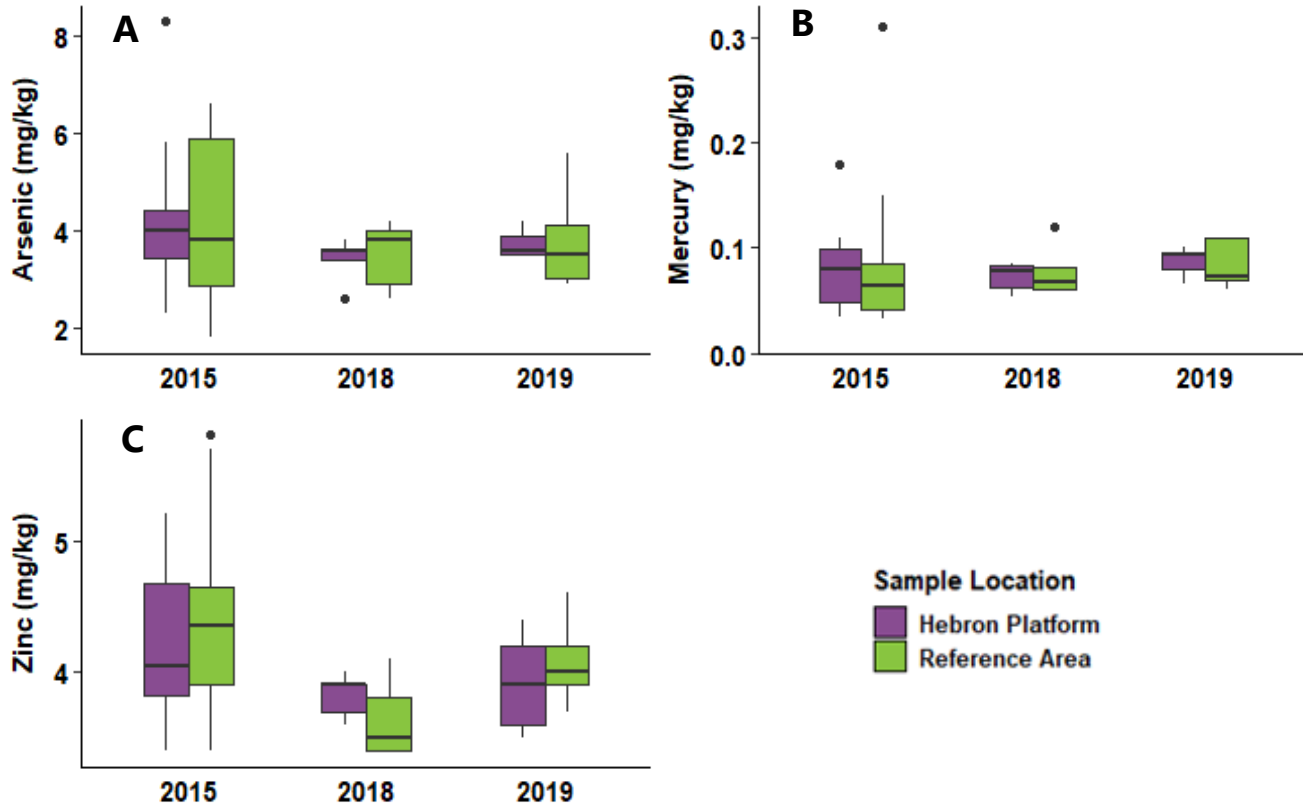 A
Arsenic (mg/kg)
8
6
4
2
2015 2018 2019
B
Mercury (mg/kg)
0.3
0.2
0.1
0.0
2015 2018 2019
C
Zinc (mg/kg)
5
4
2015 2018 2019
Sample Location
Hebron Platform
Reference Area